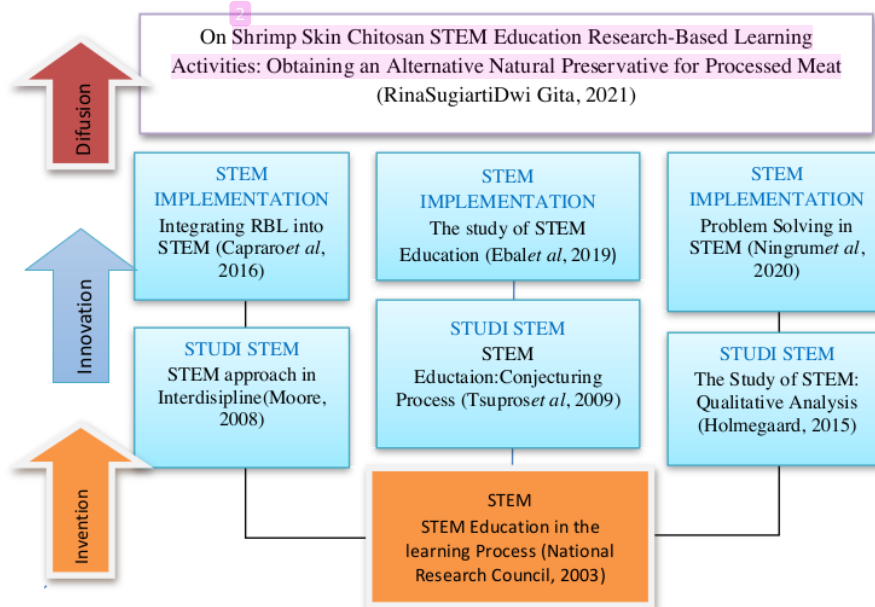 2
On Shrimp Skin Chitosan STEM Education Research-Based Learning
Activities: Obtaining an Alternative Natural Preservative for Processed Meat
(RinaSugiartiDwi Gita, 2021)
Difusion
STEM
IMPLEMENTATION
Integrating RBL into
STEM (Capraroet al,
2016)
STEM
IMPLEMENTATION
The study of STEM
Education (Ebalet al, 2019)
STEM
IMPLEMENTATION
Problem Solving in
STEM (Ningrumet al,
2020)
Innovation
STUDI STEM
STEM approach in
Interdisipline(Moore,
2008)
STUDI STEM
STEM
Eductaion:Conjecturing
Process (Tsuproset al, 2009)
STUDI STEM
The Study of STEM:
Qualitative Analysis
(Holmegaard, 2015)
Invention
STEM
STEM Education in the
learning Process (National
Research Council, 2003)